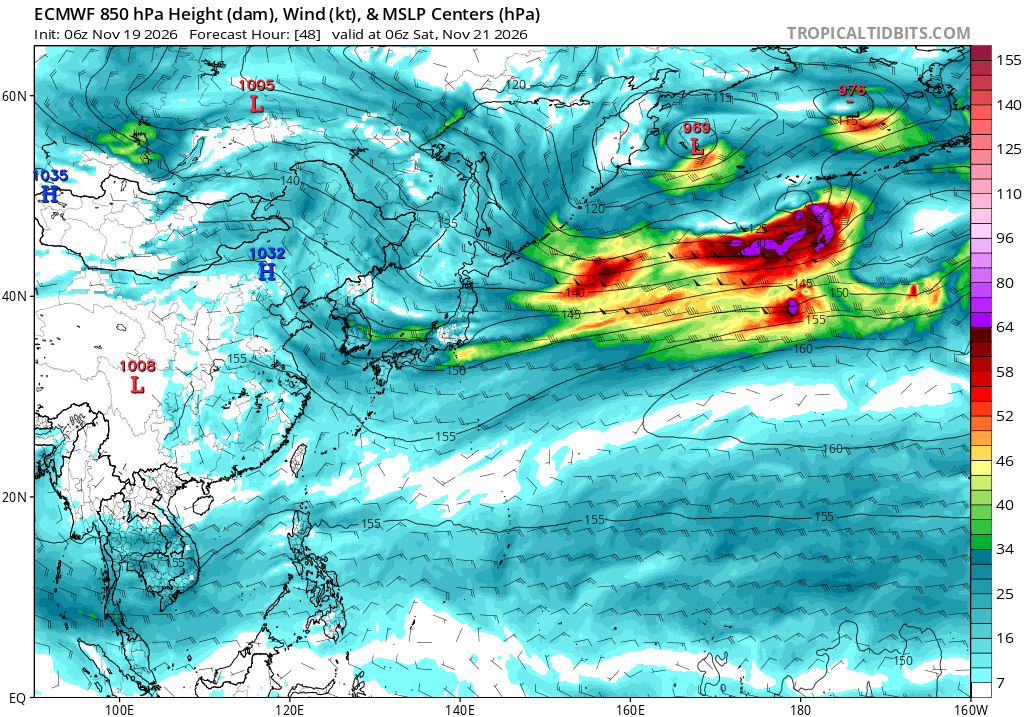 ECMWF 850 hPa Height (dam), Wind (kt), & MSLP Centers (hPa)
Init: 06z Nov 19 2026 Forecast Hour: [48] valid at 06z Sat, Nov 21 2026
TROPICALTIDBITS.COM
155
140
125
110
96
80
64
58
52
46
40
34
25
16
7
60N
40N
20N
EQ
100E
120E
140E
160E
180
160W
1005
L
969
L
976
1035
H
1032
H
1008
L
120
115
140
135
120
140
145
145
150
155
160
155
150
155
160
155
155
155
155
150